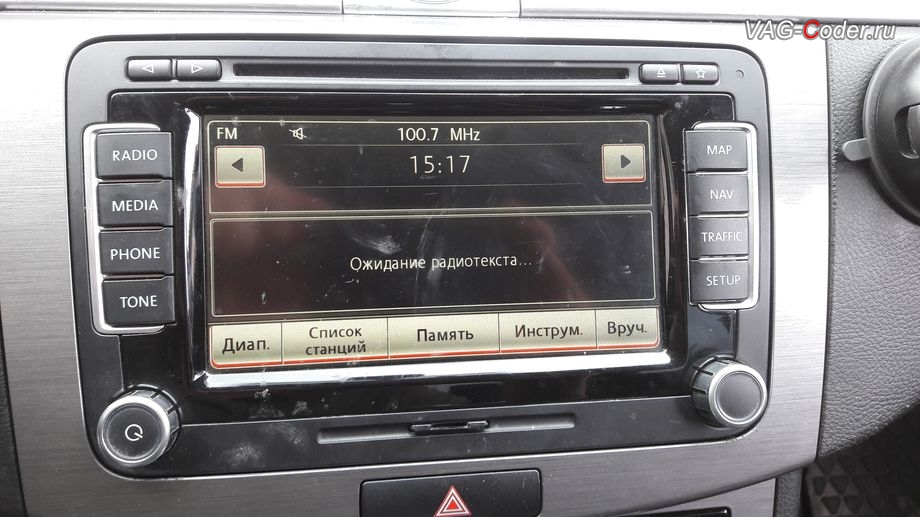 VAG-Coder.ru
FM 100.7 MHz
15:17
RADIO
MEDIA
PHONE
TONE
MAP
NAV
TRAFFIC
SETUP
Ожидание радиотекста...
Диап.
Список
станций
Память
Инструм.
Вруч.